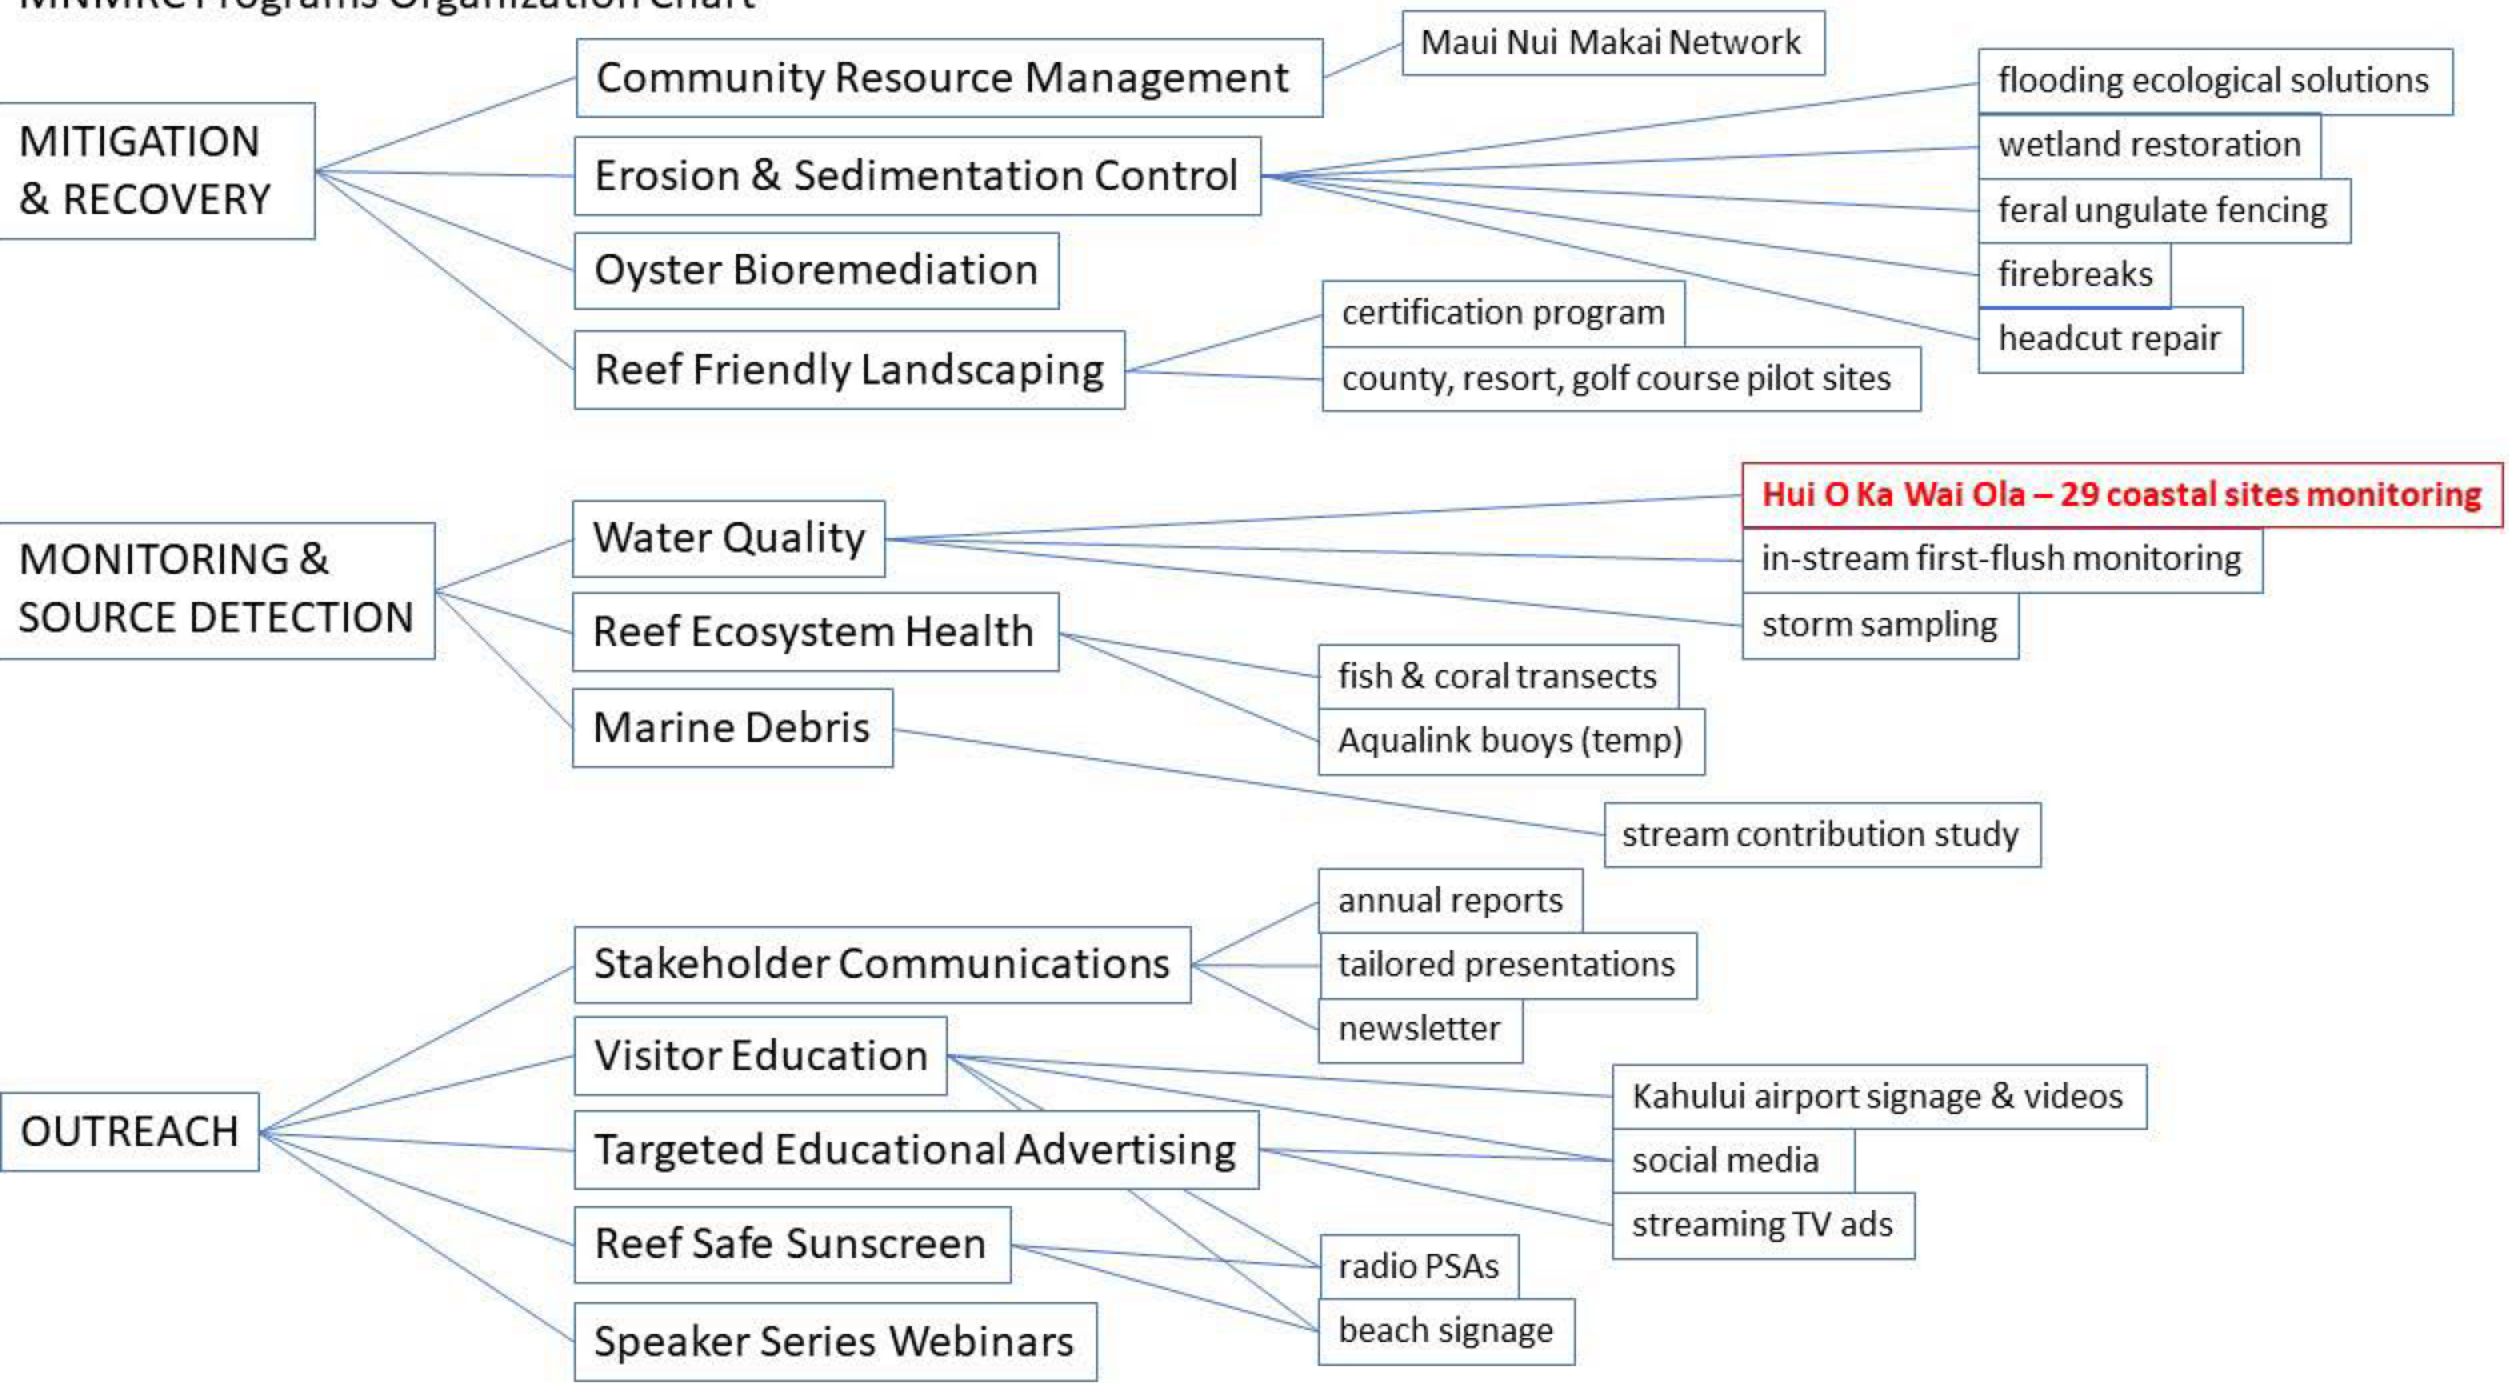 MNMRC Programs Organization Chart
MITIGATION
& RECOVERY
Community Resource Management
Maui Nui Makai Network
Erosion & Sedimentation Control
flooding ecological solutions
wetland restoration
feral ungulate fencing
firebreaks
headcut repair
Oyster Bioremediation
Reef Friendly Landscaping
certification program
county, resort, golf course pilot sites
MONITORING &
SOURCE DETECTION
Water Quality
Hui O Ka Wai Ola – 29 coastal sites monitoring
in-stream first-flush monitoring
storm sampling
Reef Ecosystem Health
fish & coral transects
Aqualink buoys (temp)
Marine Debris
stream contribution study
OUTREACH
Stakeholder Communications
annual reports
tailored presentations
newsletter
Visitor Education
Kahului airport signage & videos
social media
streaming TV ads
Targeted Educational Advertising
Reef Safe Sunscreen
radio PSAs
beach signage
Speaker Series Webinars